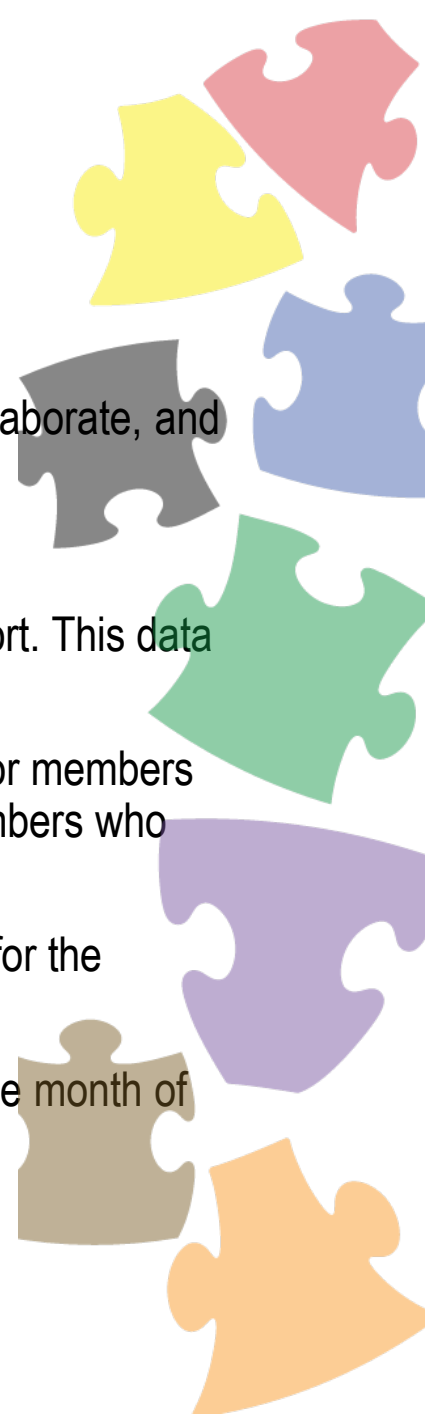 aborate, and
ort. This data
or members
nbers who
for the
e month of